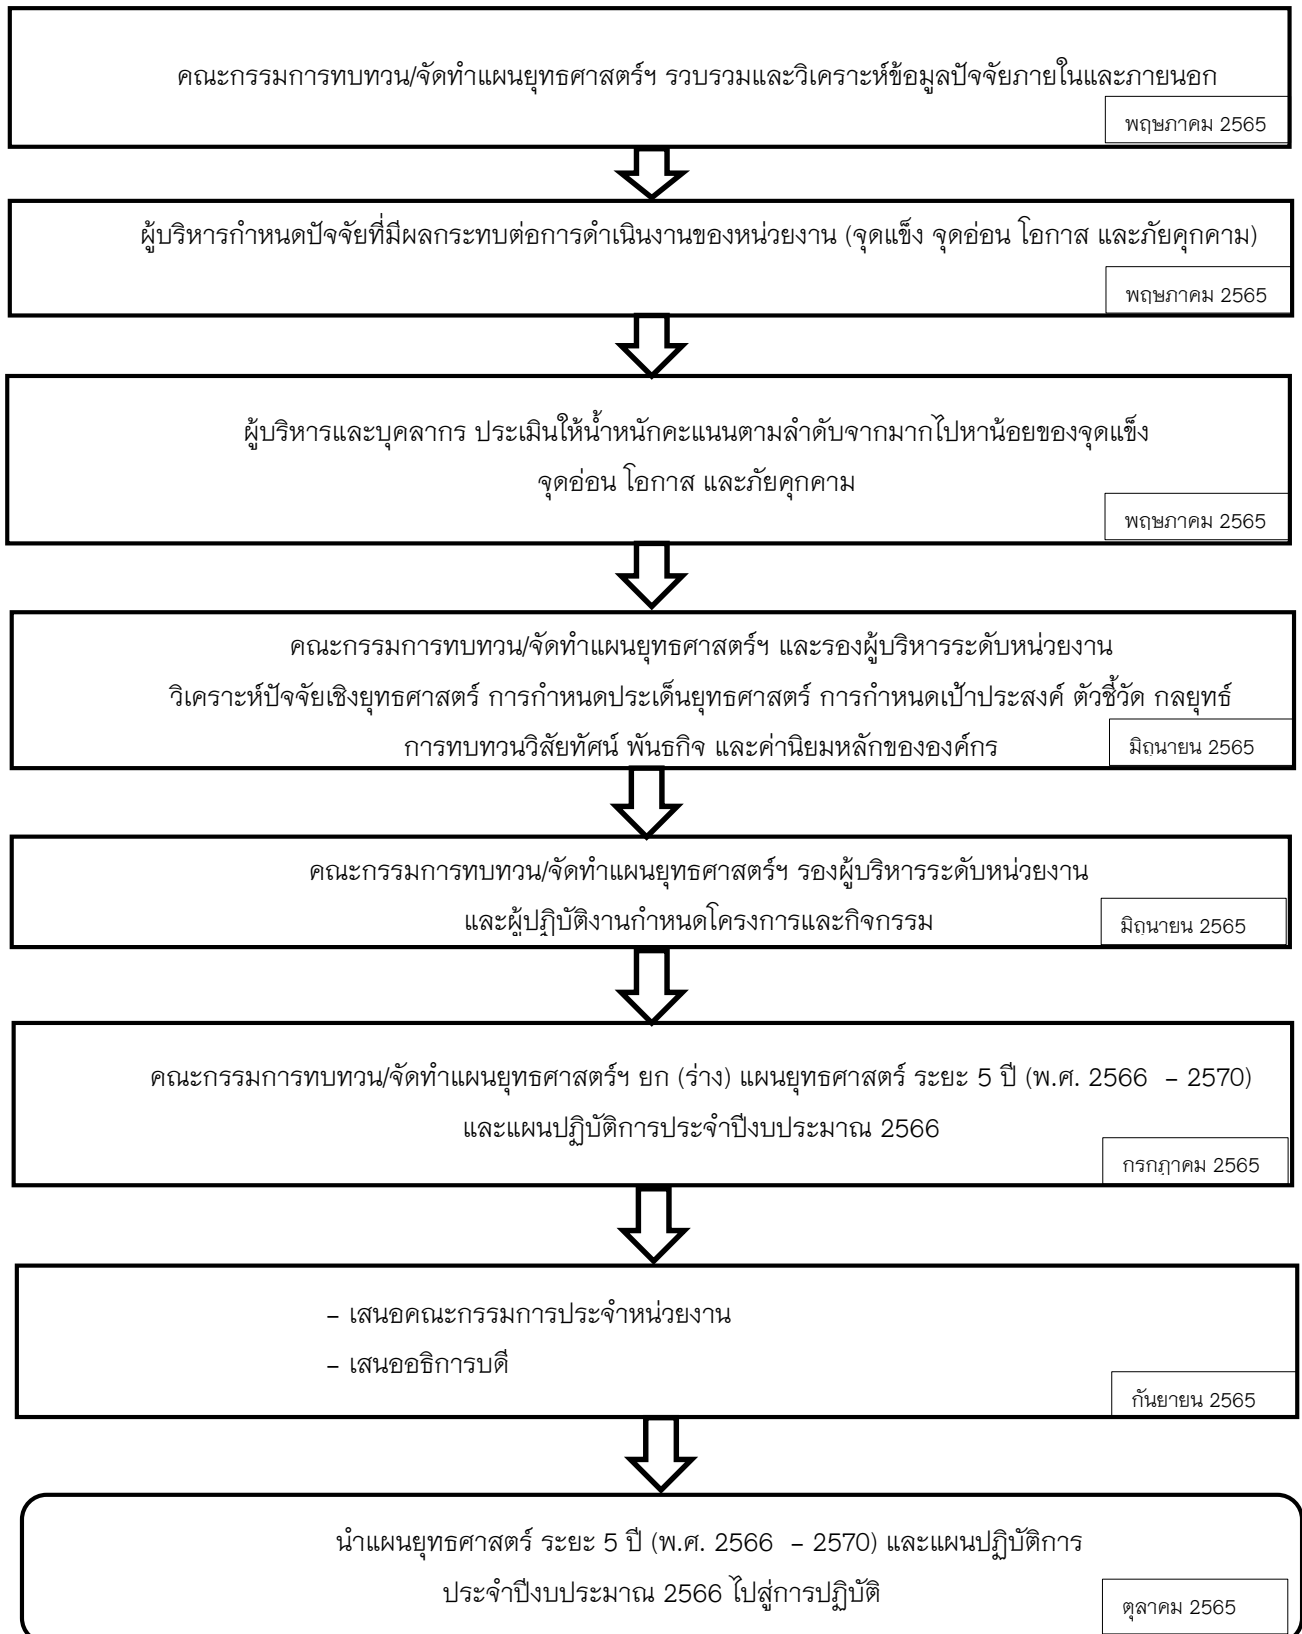 คณะกรรมการทบทวน/จัดทำแผนยุทธศาสตร์ฯ รวบรวมและวิเคราะห์ข้อมูลปัจจัยภายในและภายนอก
พฤษภาคม 2565
ผู้บริหารกำหนดปัจจัยที่มีผลกระทบต่อการดำเนินงานของหน่วยงาน (จุดแข็ง จุดอ่อน โอกาส และภัยคุกคาม)
พฤษภาคม 2565
ผู้บริหารและบุคลากร ประเมินให้น้ำหนักคะแนนตามลำดับจากมากไปหาน้อยของจุดแข็ง
จุดอ่อน โอกาส และภัยคุกคาม
พฤษภาคม 2565
คณะกรรมการทบทวน/จัดทำแผนยุทธศาสตร์ฯ และรองผู้บริหารระดับหน่วยงาน
วิเคราะห์ปัจจัยเชิงยุทธศาสตร์ การกำหนดประเด็นยุทธศาสตร์ การกำหนดเป้าประสงค์ ตัวชี้วัด กลยุทธ์
การทบทวนวิสัยทัศน์ พันธกิจ และค่านิยมหลักขององค์กร
มิถุนายน 2565
คณะกรรมการทบทวน/จัดทำแผนยุทธศาสตร์ฯ รองผู้บริหารระดับหน่วยงาน
และผู้ปฏิบัติงานกำหนดโครงการและกิจกรรม
มิถุนายน 2565
คณะกรรมการทบทวน/จัดทำแผนยุทธศาสตร์ฯ ยก (ร่าง) แผนยุทธศาสตร์ ระยะ 5 ปี (พ.ศ. 2566 – 2570)
และแผนปฏิบัติการประจำปีงบประมาณ 2566
กรกฎาคม 2565
– เสนอคณะกรรมการประจำหน่วยงาน
– เสนออธิการบดี
กันยายน 2565
นำแผนยุทธศาสตร์ ระยะ 5 ปี (พ.ศ. 2566 – 2570) และแผนปฏิบัติการ
ประจำปีงบประมาณ 2566 ไปสู่การปฏิบัติ
ตุลาคม 2565